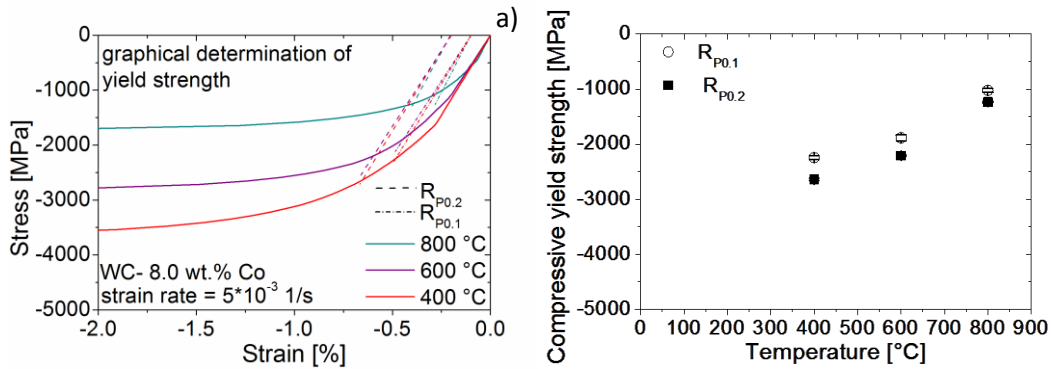 a)
graphical determination of
yield strength
0
-1000
-2000
-3000
-4000
-5000
Stress [MPa]
R_P0.2
R_P0.1
800 °C
600 °C
400 °C
WC- 8.0 wt.% Co
strain rate = 5*10^-3 1/s
-2.0 -1.5 -1.0 -0.5 0.0
Strain [%]
Compressive yield strength [MPa]
0
-1000
-2000
-3000
-4000
-5000
R_P0.1
R_P0.2
0 100 200 300 400 500 600 700 800 900
Temperature [°C]